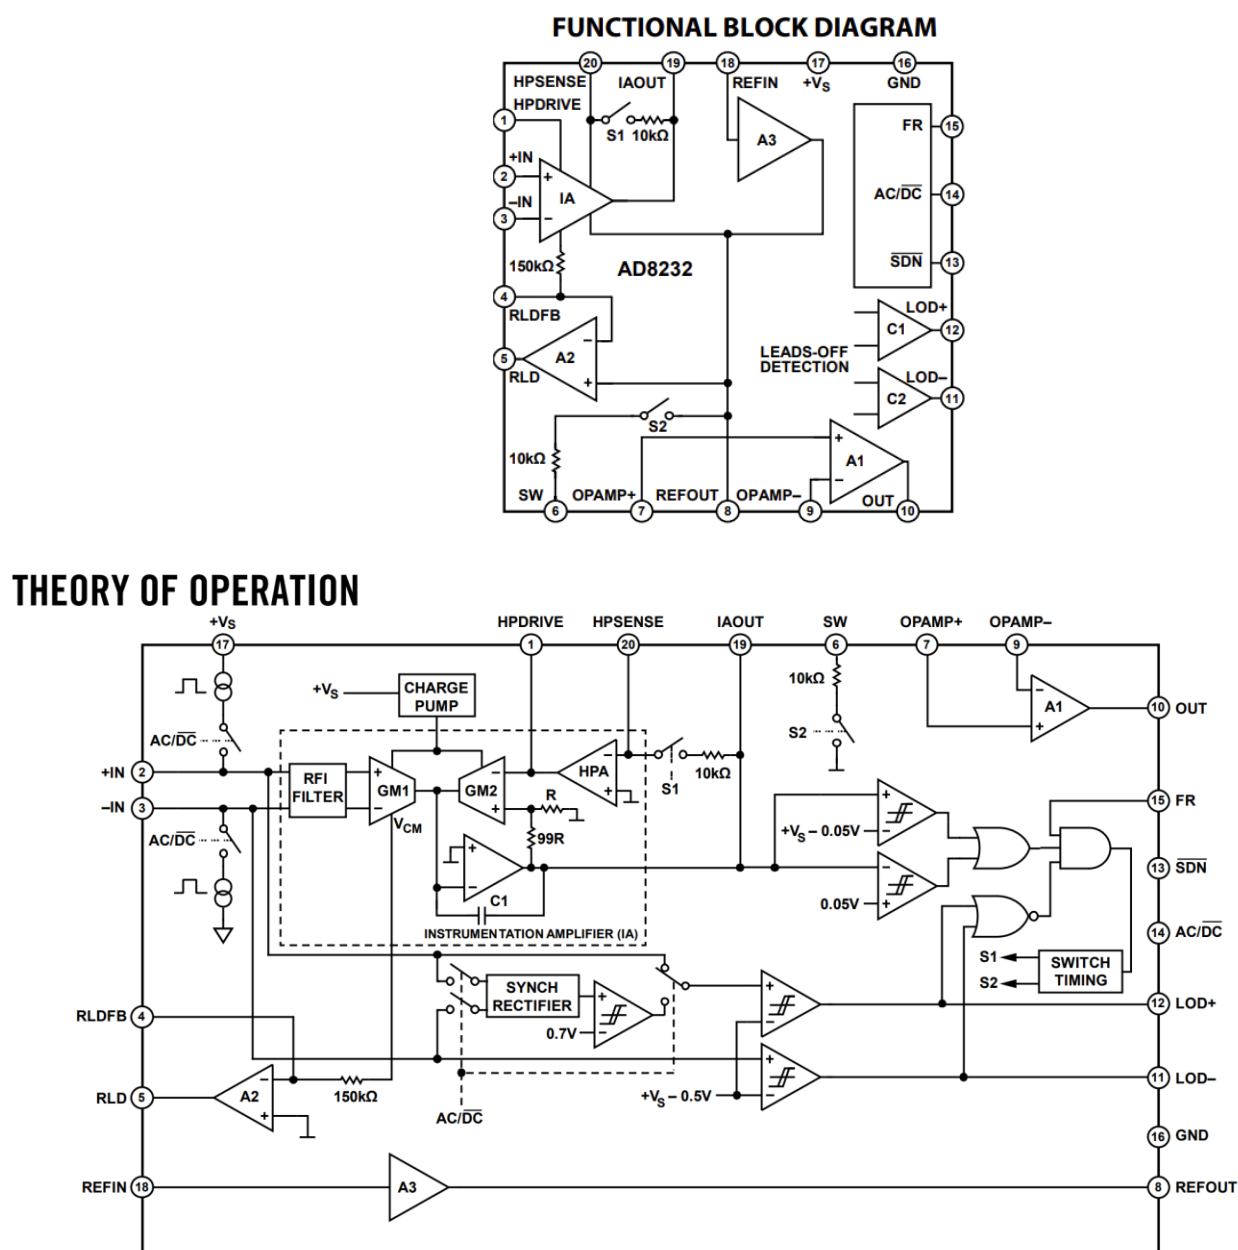 FUNCTIONAL BLOCK DIAGRAM
20 19 18 17 16
HPSENSE IAOUT REFIN +VS GND
HPDRIVE
1
S1 10kΩ
A3
FR 15
+IN
2 +
IA
–IN
3 –
AC/DC 14
150kΩ
AD8232
SDN 13
4
RLDFB
LOD+
C1 12
LEADS-OFF
DETECTION
–
A2
5
RLD
+
LOD–
C2 11
S2
10kΩ
+
A1
–
SW OPAMP+ REFOUT OPAMP– OUT
6 7 8 9 10
THEORY OF OPERATION
+VS HPDRIVE HPSENSE IAOUT SW OPAMP+ OPAMP–
17 1 20 19 6 7 9
10kΩ
+VS
CHARGE
PUMP
–
A1
+
10 OUT
AC/DC
S2
+IN 2
RFI
FILTER
+
GM1
–
–
GM2
+
HPA
–
+
10kΩ
S1
R
–IN 3
VCM
99R
AC/DC
+
–
C1
INSTRUMENTATION AMPLIFIER (IA)
+
+VS – 0.05V –
–
0.05V +
15 FR
13 SDN
14 AC/DC
S1
S2
SWITCH
TIMING
SYNCH
RECTIFIER
+
0.7V –
+
–
12 LOD+
RLDFB 4
+
+VS – 0.5V –
11 LOD–
RLD 5
–
A2
+
150kΩ
AC/DC
16 GND
REFIN 18
A3
8 REFOUT